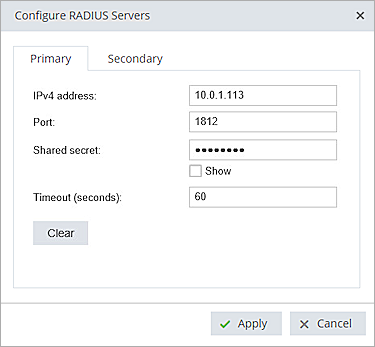 Configure RADIUS Servers
Primary Secondary
IPv4 address: 10.0.1.113
Port: 1812
Shared secret: ●●●●●●●●
Show
Timeout (seconds): 60
Clear
Apply Cancel